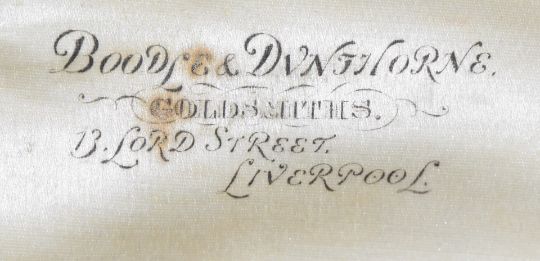 BOODLE & DUNTHORNE.
GOLDSMITHS.
13. LORD STREET.
LIVERPOOL.